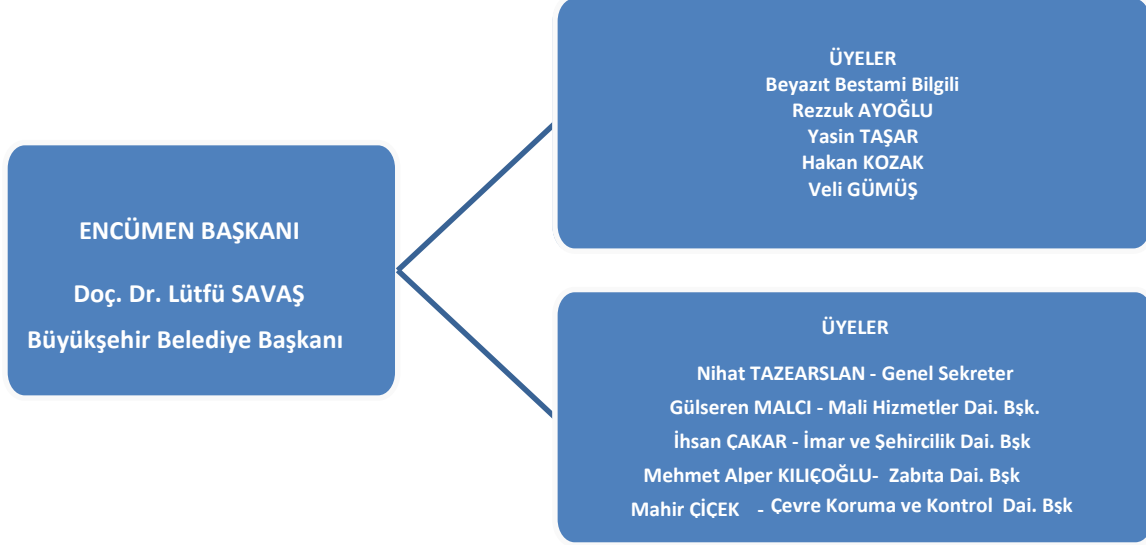 ENCÜMEN BAŞKANI
Doç. Dr. Lütfü SAVAŞ
Büyükşehir Belediye Başkanı
ÜYELER
Beyazıt Bestami Bilgili
Rezzuk AYOĞLU
Yasin TAŞAR
Hakan KOZAK
Veli GÜMÜŞ
ÜYELER
Nihat TAZEARSLAN - Genel Sekreter
Gülseren MALCI - Mali Hizmetler Dai. Bşk.
İhsan ÇAKAR - İmar ve Şehircilik Dai. Bşk
Mehmet Alper KILIÇOĞLU- Zabıta Dai. Bşk
Mahir ÇİÇEK - Çevre Koruma ve Kontrol Dai. Bşk